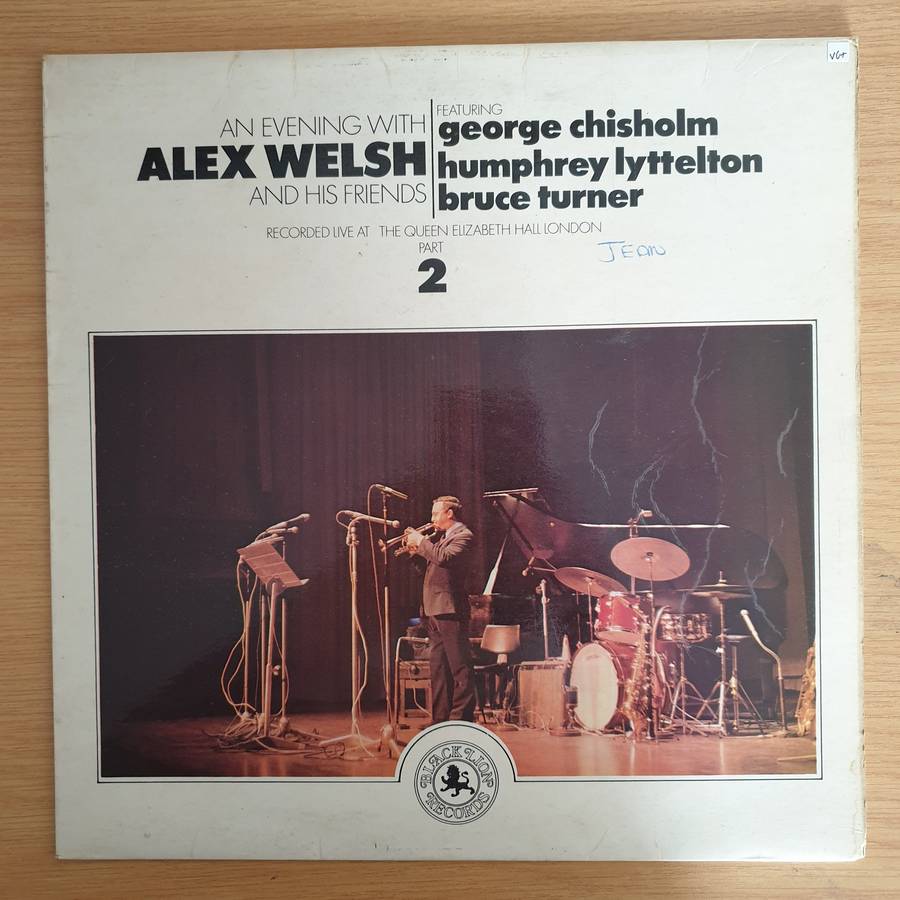 VG+
AN EVENING WITH
ALEX WELSH
AND HIS FRIENDS
FEATURING
george chisholm
humphrey lyttelton
bruce turner
RECORDED LIVE AT THE QUEEN ELIZABETH HALL LONDON
PART
2
JEAN
BLACK LION
RECORDS